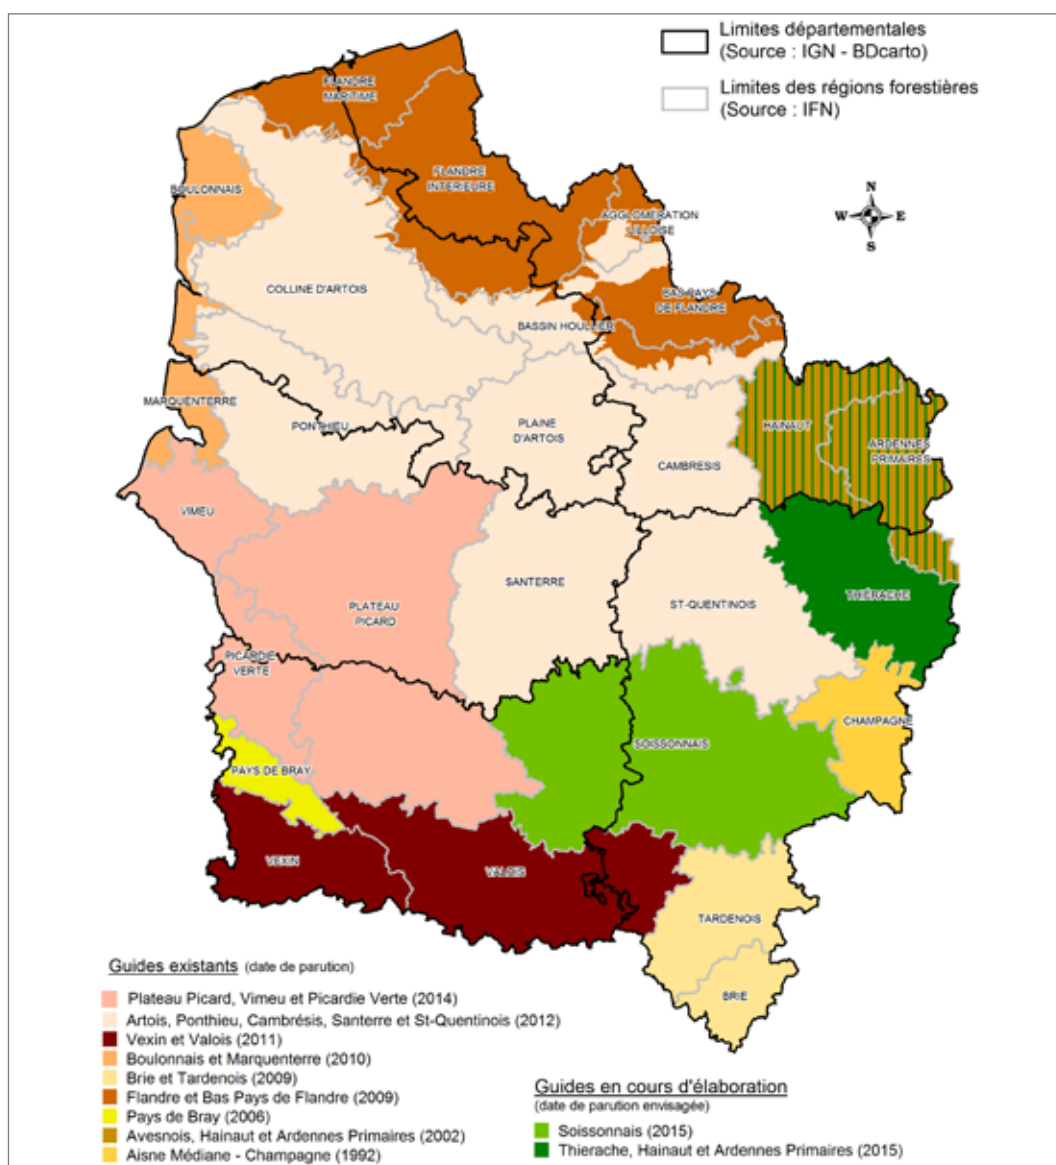 Limites départementales
(Source : IGN - BDcarto)
Limites des régions forestières
(Source : IFN)
N
W E
S
FLANDRE
MARITIME
BOULONNAIS
FLANDRE
INTERIEURE
AGGLOMÉRATION
LILLOISE
COLLINE D'ARTOIS
BAS PAYS
DE FLANDRE
BASSIN HOULLIER
MARQUENTERRE
PONTHIEU
PLAINE
D'ARTOIS
HAINAUT
ARDENNES
PRIMAIRES
CAMBRESIS
VIMEU
SANTERRE
ST-QUENTINOIS
THIÉRACHE
PLATEAU
PICARD
PICARDIE
VERTE
CHAMPAGNE
SOISSONNAIS
PAYS DE BRAY
VEXIN
VALOIS
TARDENOIS
BRIE
Guides existants (date de parution)
Plateau Picard, Vimeu et Picardie Verte (2014)
Artois, Ponthieu, Cambrésis, Santerre et St-Quentinois (2012)
Vexin et Valois (2011)
Boulonnais et Marquenterre (2010)
Brie et Tardenois (2009)
Flandre et Bas Pays de Flandre (2009)
Pays de Bray (2006)
Avesnois, Hainaut et Ardennes Primaires (2002)
Aisne Médiane - Champagne (1992)
Guides en cours d'élaboration
(date de parution envisagée)
Soissonnais (2015)
Thierache, Hainaut et Ardennes Primaires (2015)